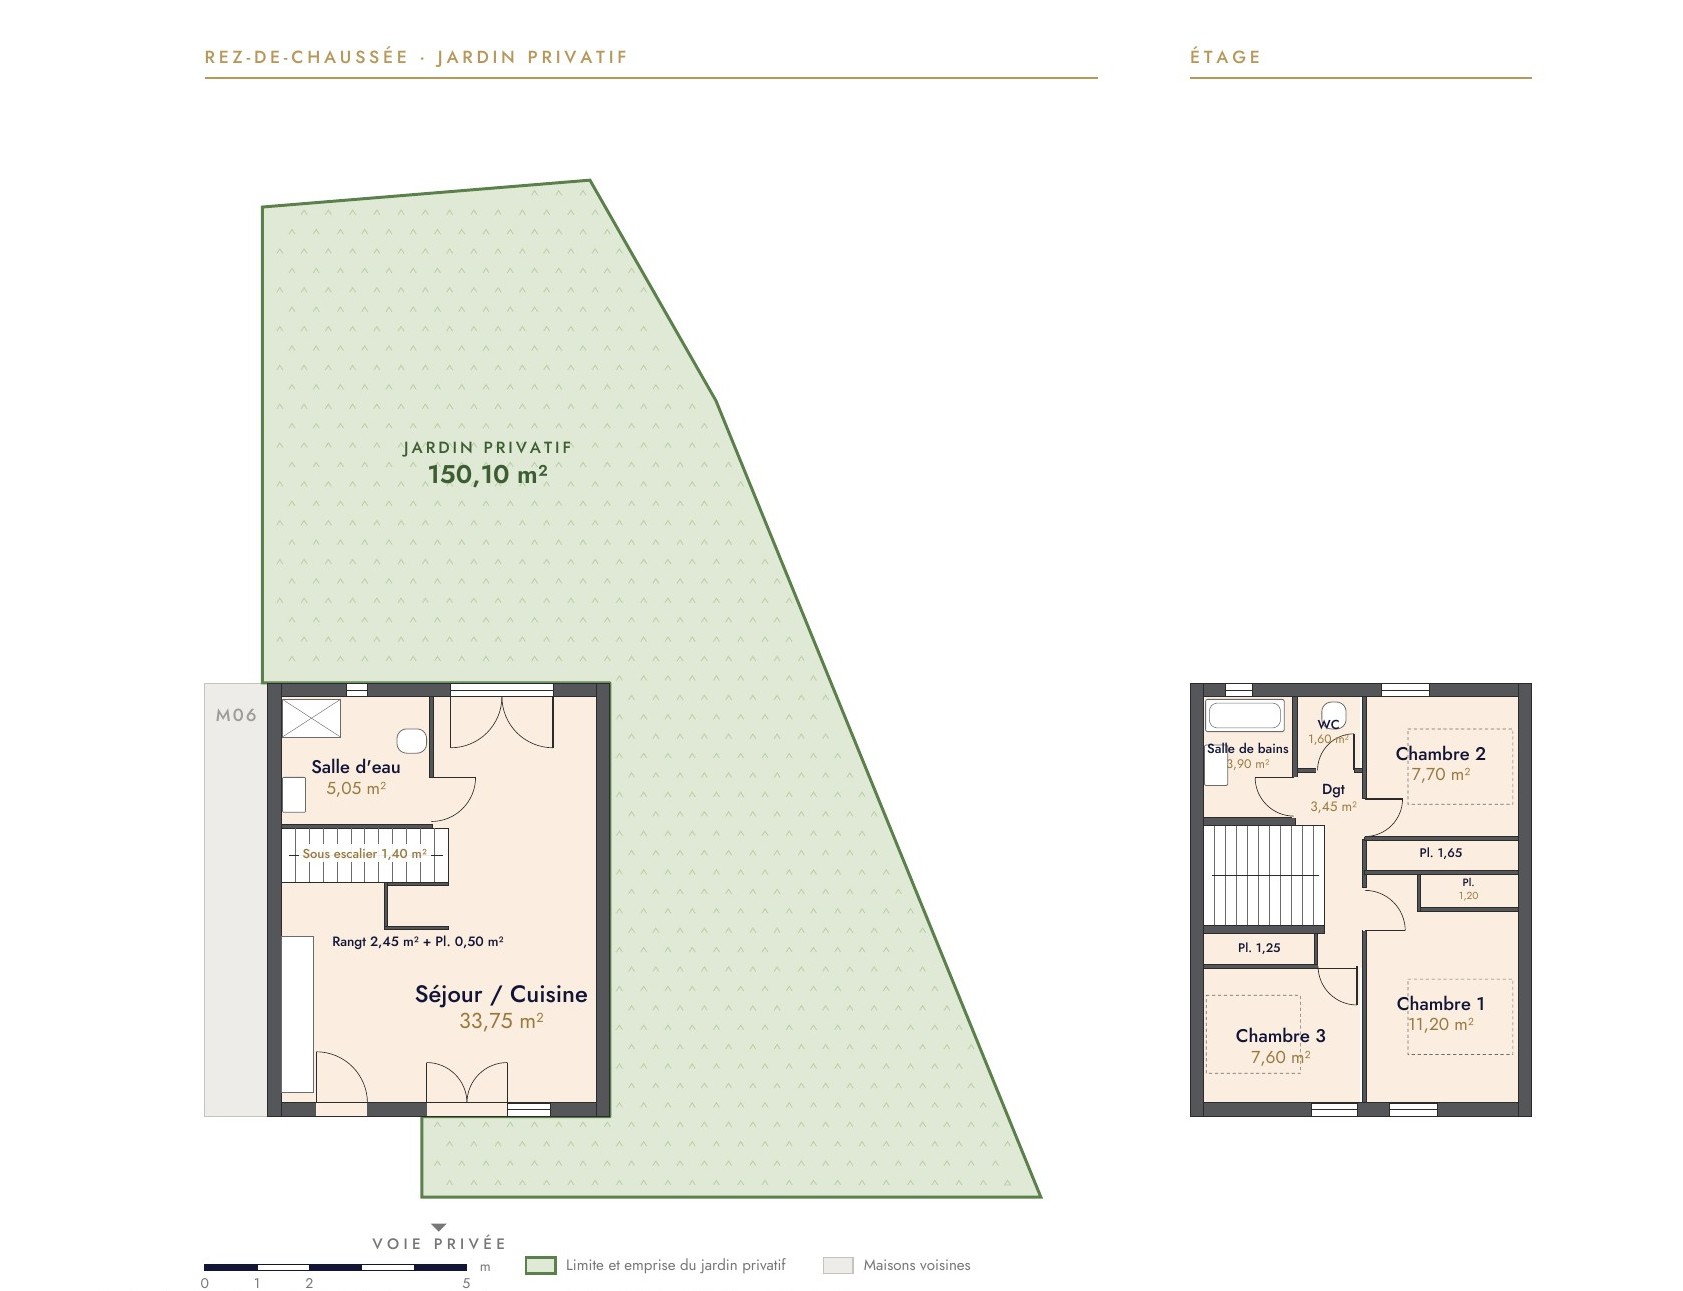 REZ-DE-CHAUSSÉE · JARDIN PRIVATIF
ÉTAGE
JARDIN PRIVATIF
150,10 m²
M06
Salle d'eau
5,05 m²
Sous escalier 1,40 m²
Rangt 2,45 m² + Pl. 0,50 m²
Séjour / Cuisine
33,75 m²
WC
1,60 m²
Salle de bains
3,90 m²
Chambre 2
7,70 m²
Dgt
3,45 m²
Pl. 1,65
Pl.
1,20
Pl. 1,25
Chambre 1
11,20 m²
Chambre 3
7,60 m²
VOIE PRIVÉE
m
0 1 2 5
Limite et emprise du jardin privatif
Maisons voisines